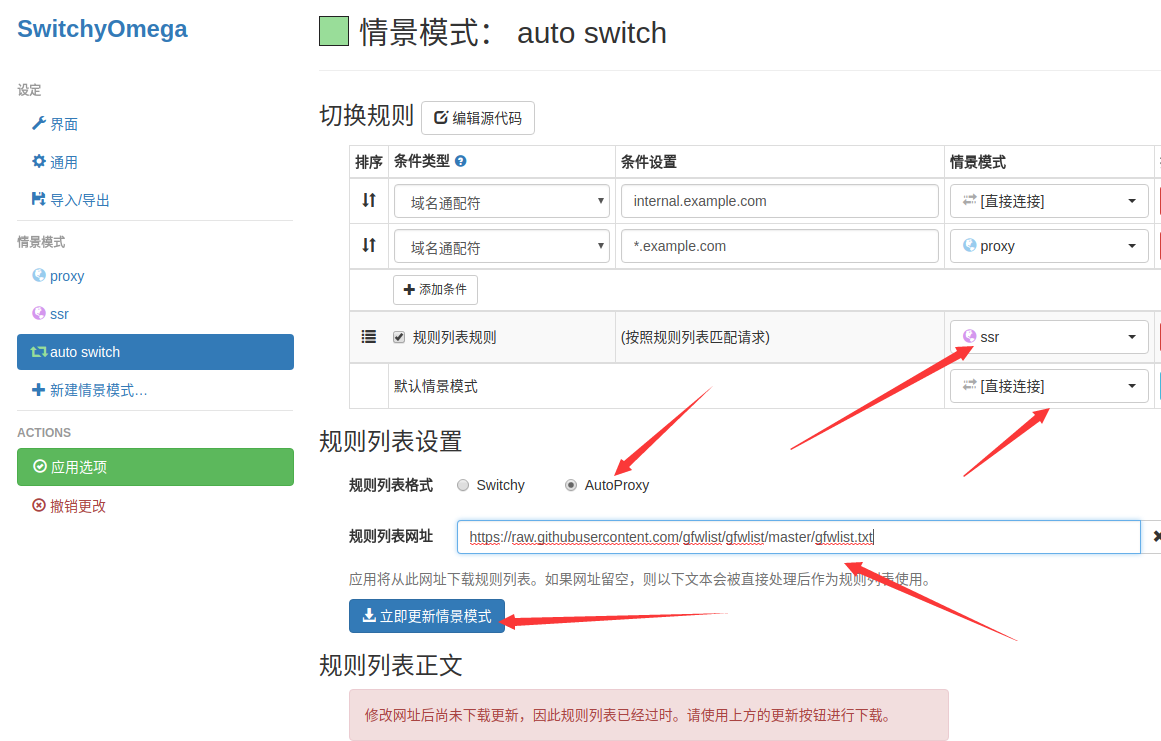 SwitchyOmega
设定
界面
通用
导入/导出
情景模式
proxy
ssr
auto switch
新建情景模式…
ACTIONS
应用选项
撤销更改
情景模式： auto switch
切换规则 编辑源代码
排序 条件类型 条件设置 情景模式
域名通配符 internal.example.com [直接连接]
域名通配符 *.example.com proxy
添加条件
规则列表规则 (按照规则列表匹配请求) ssr
默认情景模式 [直接连接]
规则列表设置
规则列表格式 Switchy AutoProxy
规则列表网址 https://raw.githubusercontent.com/gfwlist/gfwlist/master/gfwlist.txt
应用将从此网址下载规则列表。如果网址留空，则以下文本会被直接处理后作为规则列表使用。
立即更新情景模式
规则列表正文
修改网址后尚未下载更新，因此规则列表已经过时。请使用上方的更新按钮进行下载。